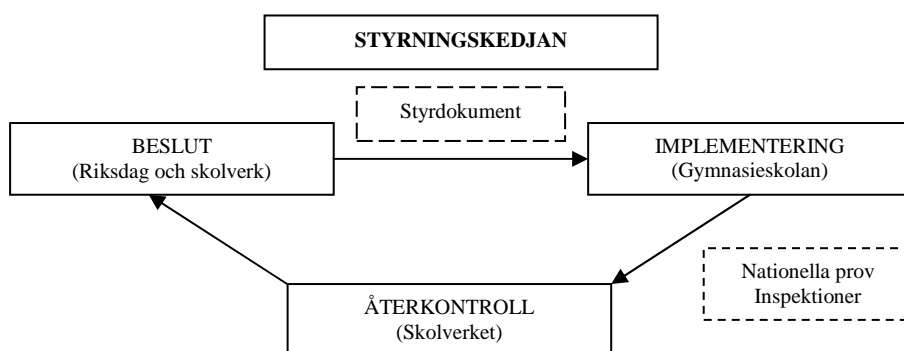 STYRNINGSKEDJAN
Styrdokument
BESLUT
(Riksdag och skolverk)
IMPLEMENTERING
(Gymnasieskolan)
Nationella prov
Inspektioner
ÅTERKONTROLL
(Skolverket)